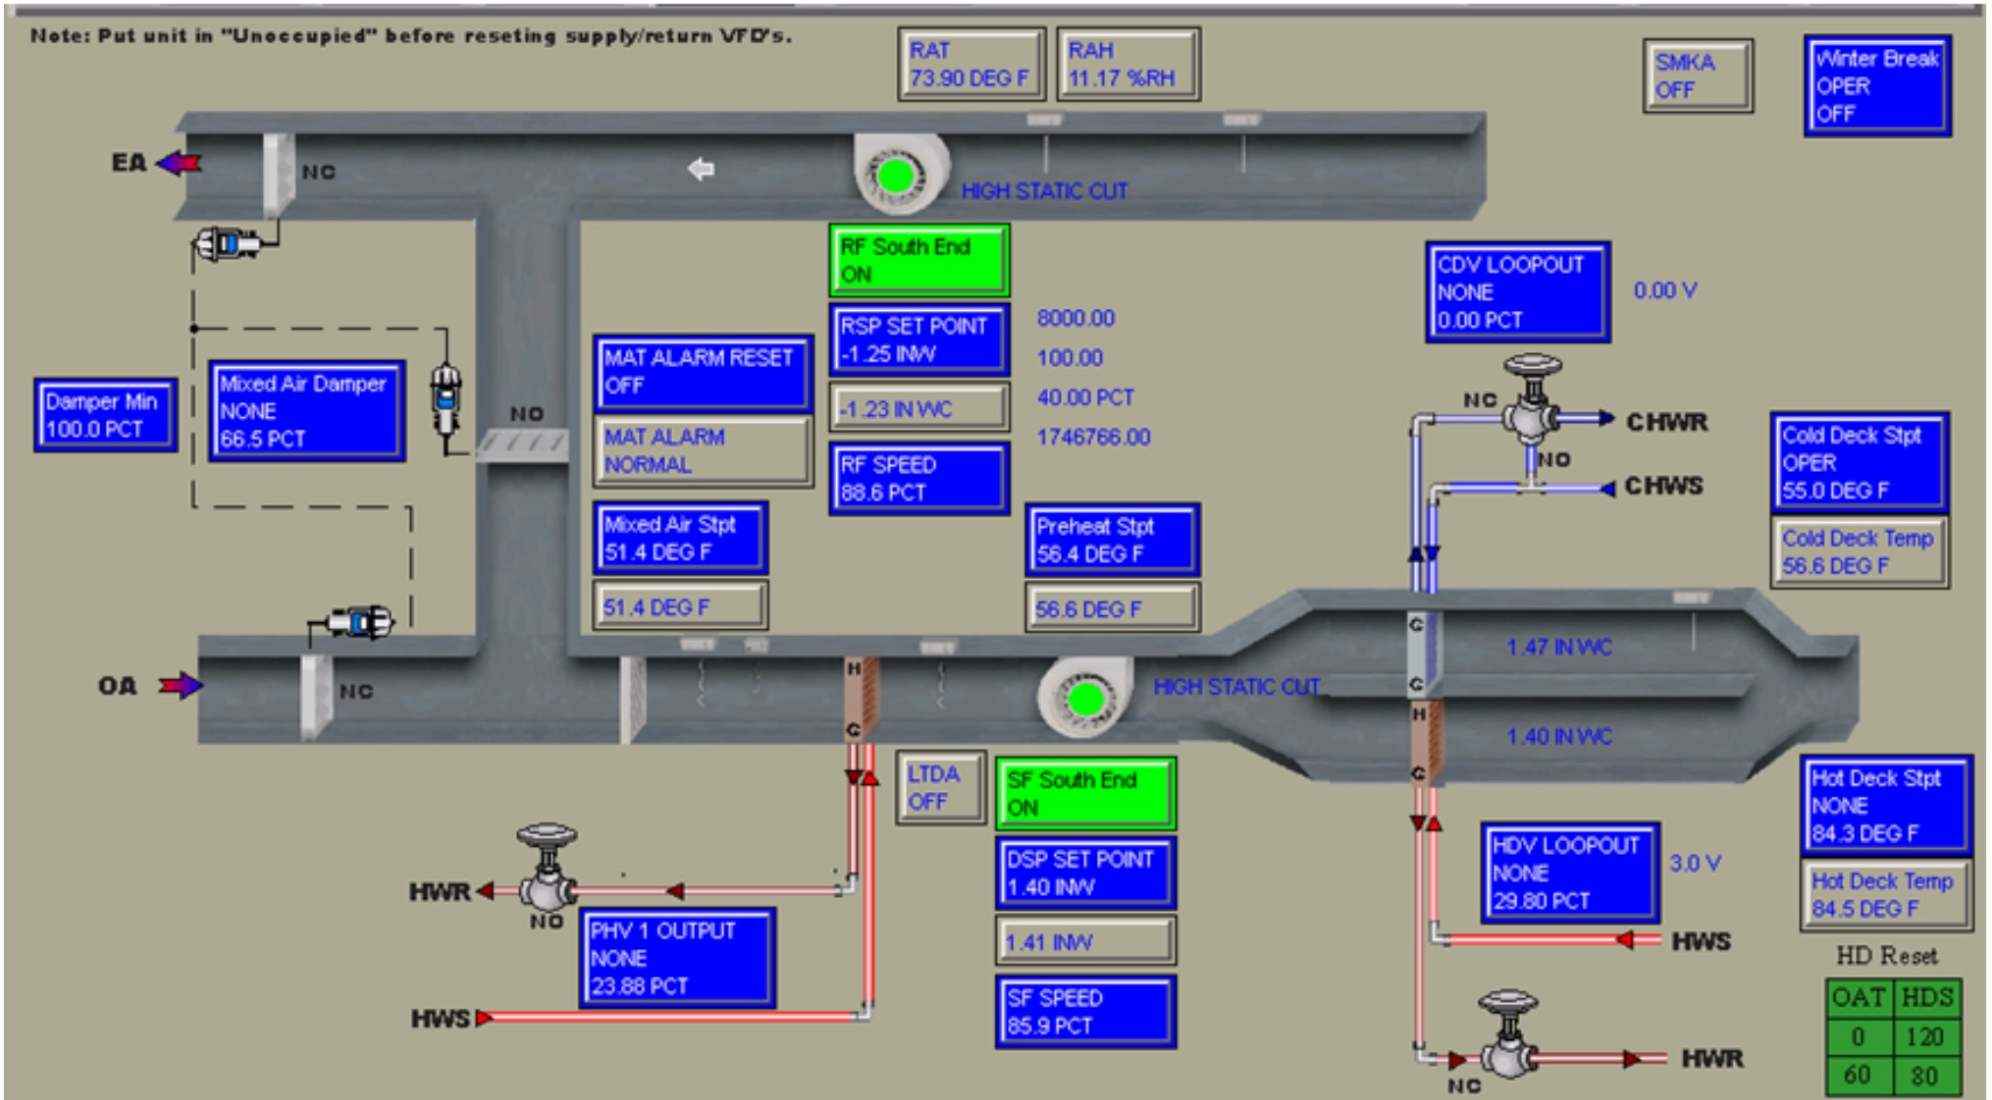 Note: Put unit in "Unoccupied" before reseting supply/return VFD's.
RAT
73.90 DEG F
RAH
11.17 %RH
SMKA
OFF
Winter Break
OPER
OFF
EA
NC
HIGH STATIC CUT
RF South End
ON
RSP SET POINT
-1.25 INW
-1.23 IN WC
RF SPEED
88.6 PCT
8000.00
100.00
40.00 PCT
1746766.00
CDV LOOPOUT
NONE
0.00 PCT
0.00 V
MAT ALARM RESET
OFF
MAT ALARM
NORMAL
Damper Min
100.0 PCT
Mixed Air Damper
NONE
66.5 PCT
NO
NC
CHWR
NO
CHWS
Cold Deck Stpt
OPER
55.0 DEG F
Cold Deck Temp
56.6 DEG F
Mixed Air Stpt
51.4 DEG F
51.4 DEG F
Preheat Stpt
56.4 DEG F
56.6 DEG F
OA
NC
H
C
HIGH STATIC CUT
C
C
1.47 IN WC
H
C
1.40 IN WC
LTDA
OFF
SF South End
ON
DSP SET POINT
1.40 INW
1.41 INW
SF SPEED
85.9 PCT
HWR
NO
PHV 1 OUTPUT
NONE
23.88 PCT
HWS
HDV LOOPOUT
NONE
29.80 PCT
3.0 V
Hot Deck Stpt
NONE
84.3 DEG F
Hot Deck Temp
84.5 DEG F
HWS
NC
HWR
HD Reset
OAT HDS
0 120
60 80